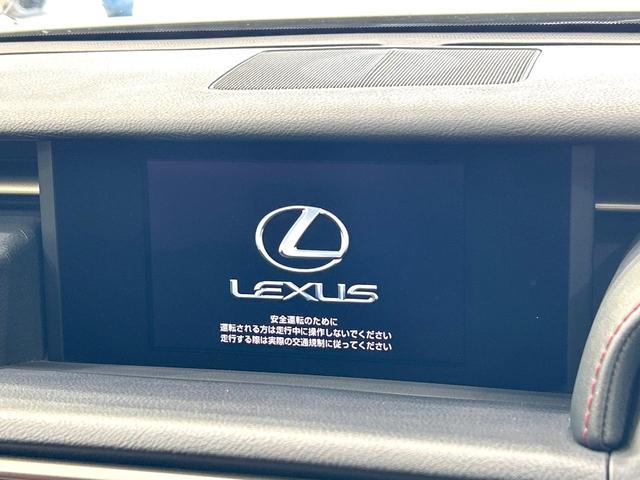 LEXUS
安全運転のために
運転される方は走行中に操作しないでください
走行する際は実際の交通規制に従ってください